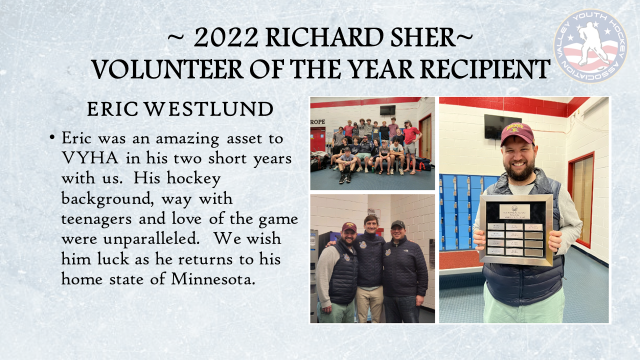 ~ 2022 RICHARD SHER~
VOLUNTEER OF THE YEAR RECIPIENT
VALLEY YOUTH HOCKEY ASSOCIATION
ERIC WESTLUND
• Eric was an amazing asset to
VYHA in his two short years
with us. His hockey
background, way with
teenagers and love of the game
were unparalleled. We wish
him luck as he returns to his
home state of Minnesota.